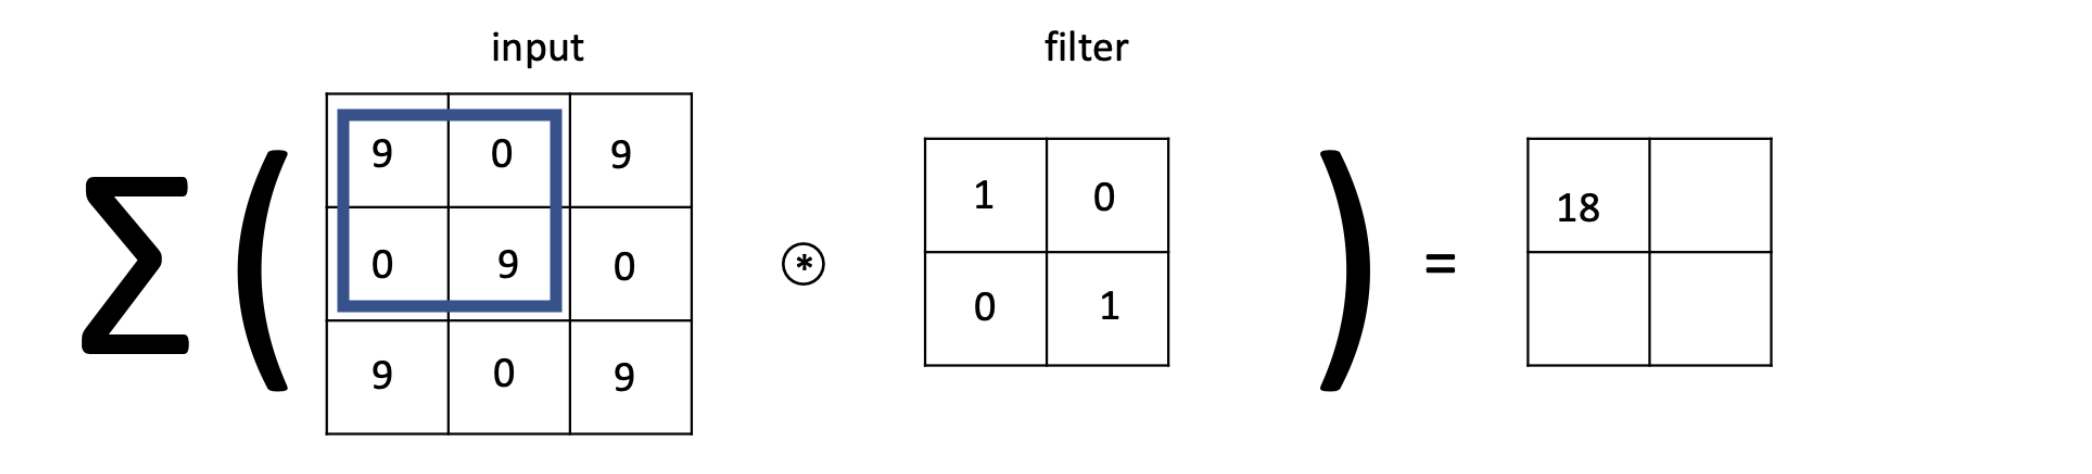 input filter
∑ ( 9 0 9
0 9 0
9 0 9 ⊛ 1 0
0 1 ) = 18